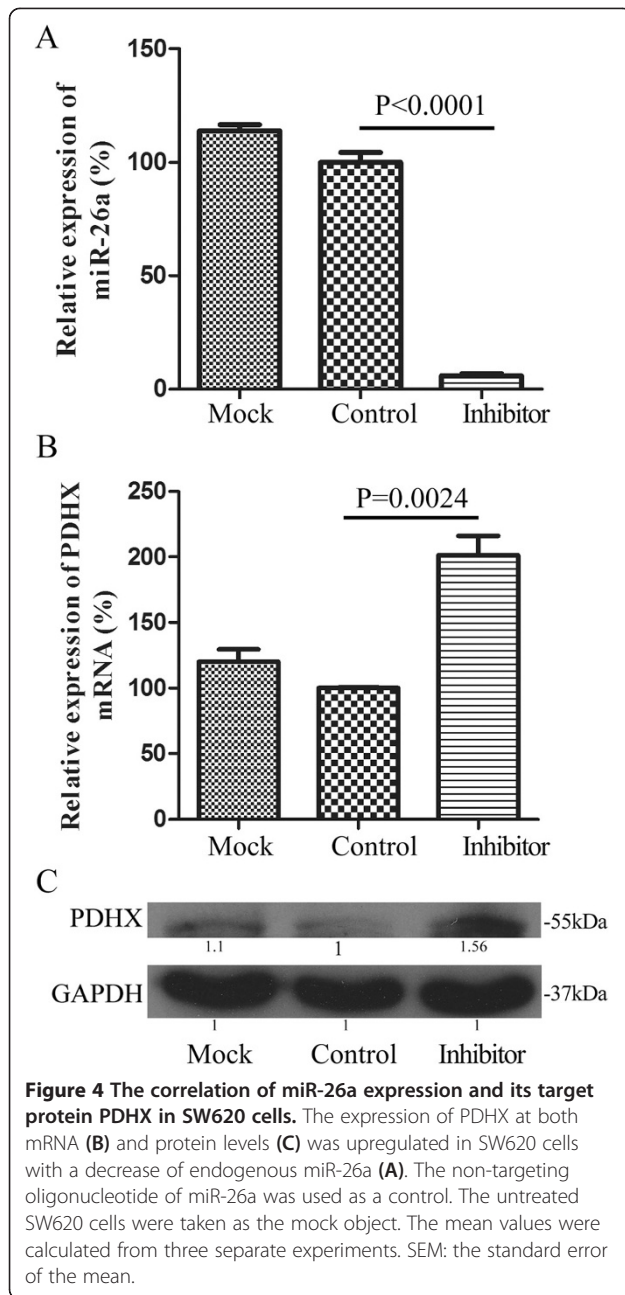 A
Relative expression of
miR-26a (%)
150
100
50
0
P<0.0001
Mock Control Inhibitor
B
Relative expression of PDHX
mRNA (%)
250
200
150
100
50
0
P=0.0024
Mock Control Inhibitor
C
PDHX -55kDa
1.1 1 1.56
GAPDH -37kDa
1 1 1
Mock Control Inhibitor
Figure 4 The correlation of miR-26a expression and its target
protein PDHX in SW620 cells. The expression of PDHX at both
mRNA (B) and protein levels (C) was upregulated in SW620 cells
with a decrease of endogenous miR-26a (A). The non-targeting
oligonucleotide of miR-26a was used as a control. The untreated
SW620 cells were taken as the mock object. The mean values were
calculated from three separate experiments. SEM: the standard error
of the mean.